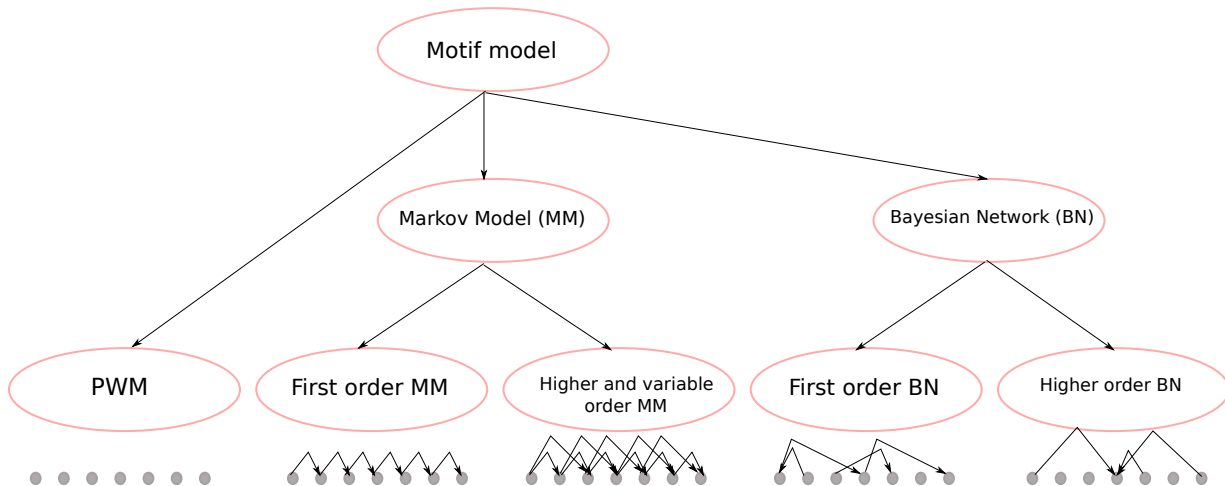 Motif model
Markov Model (MM)
Bayesian Network (BN)
PWM
First order MM
Higher and variable
order MM
First order BN
Higher order BN